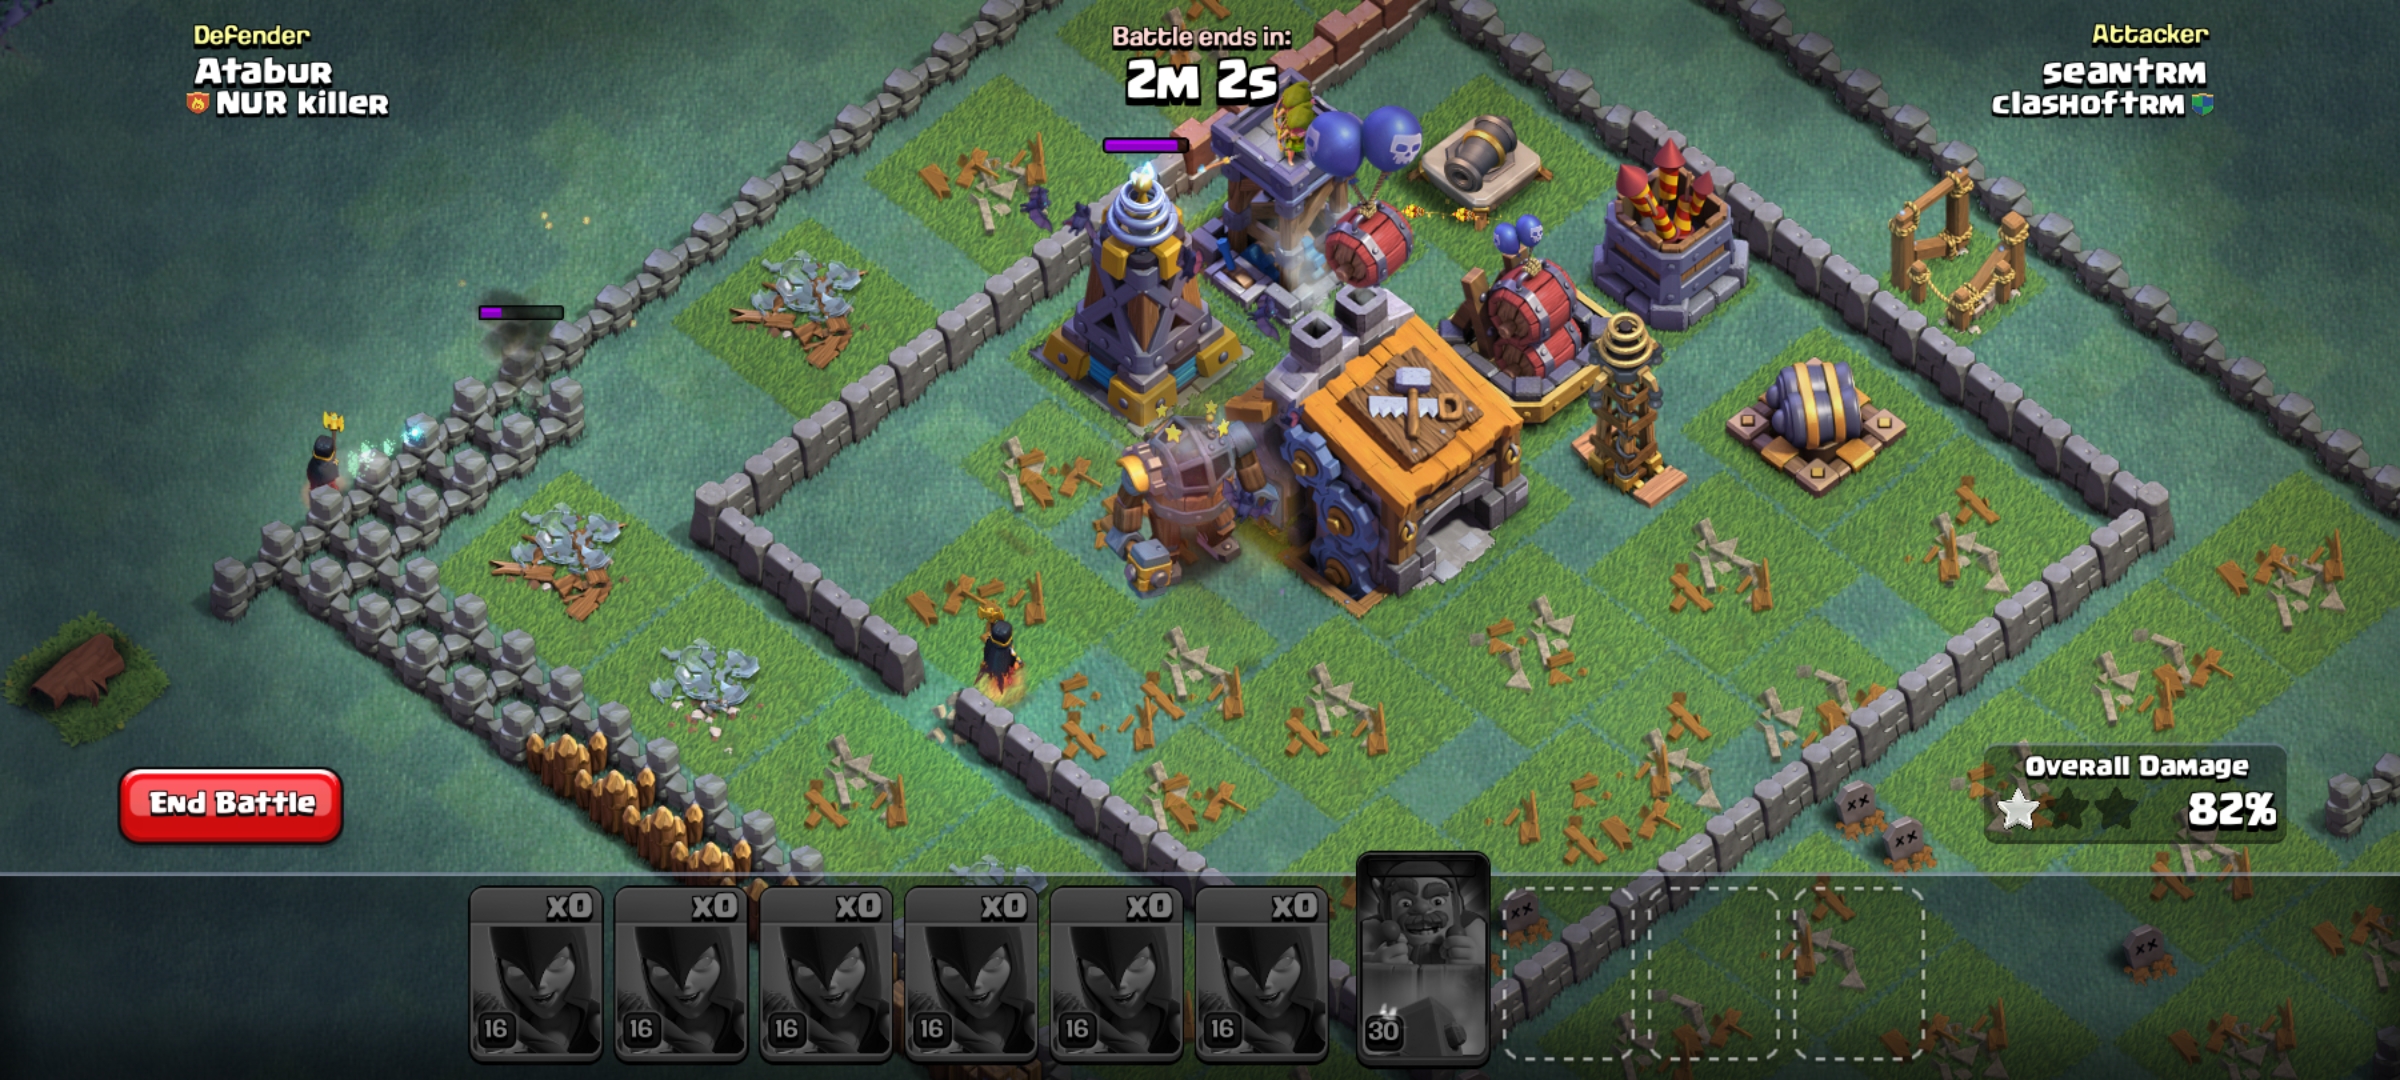 Defender
Atabur
NUR killer
Battle ends in:
2M 2s
Attacker
seantrm
clashoftrm
End Battle
Overall Damage
82%
x0
x0
x0
x0
x0
x0
16
16
16
16
16
16
30